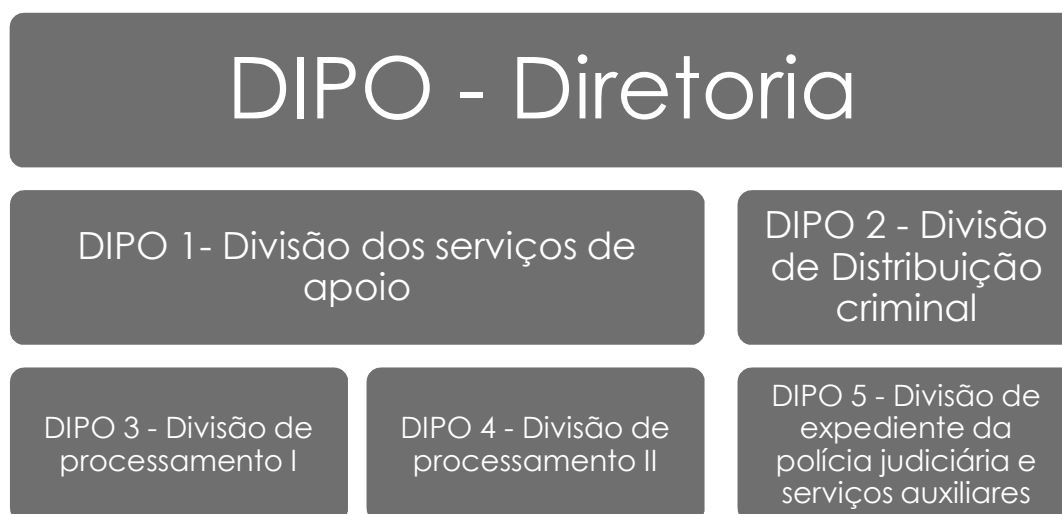 DIPO - Diretoria
DIPO 1- Divisão dos serviços de
apoio
DIPO 2 - Divisão
de Distribuição
criminal
DIPO 3 - Divisão de
processamento I
DIPO 4 - Divisão de
processamento II
DIPO 5 - Divisão de
expediente da
polícia judiciária e
serviços auxiliares